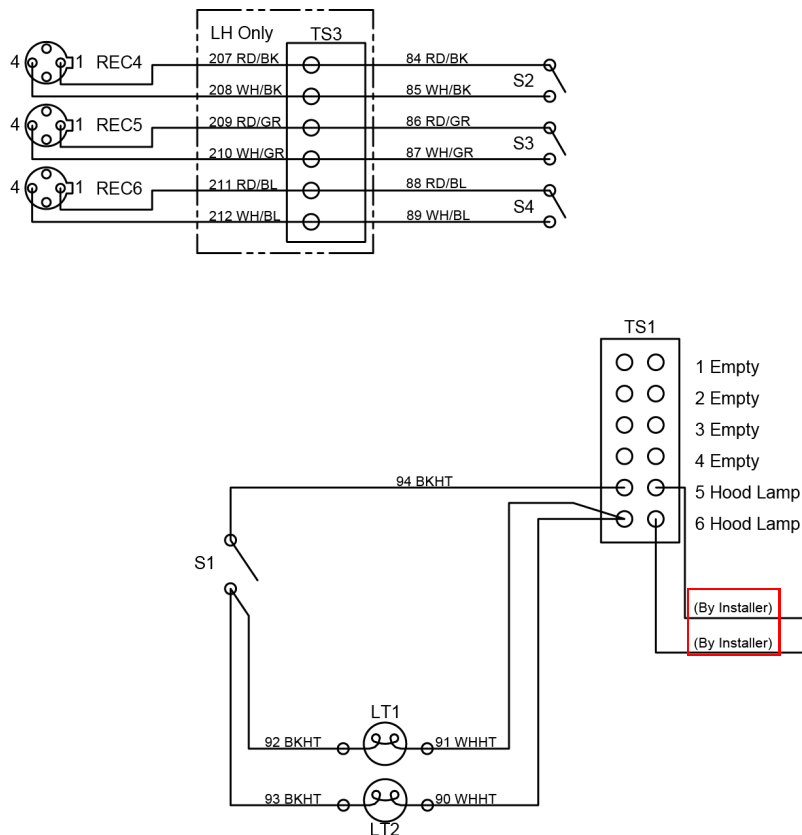 LH Only
TS3
4 1 REC4 207 RD/BK 84 RD/BK
S2
208 WH/BK 85 WH/BK
4 1 REC5 209 RD/GR 86 RD/GR
S3
210 WH/GR 87 WH/GR
4 1 REC6 211 RD/BL 88 RD/BL
S4
212 WH/BL 89 WH/BL
TS1
1 Empty
2 Empty
3 Empty
4 Empty
94 BKHT
5 Hood Lamp
6 Hood Lamp
S1
(By Installer)
(By Installer)
LT1
92 BKHT 91 WHHT
93 BKHT 90 WHHT
LT2